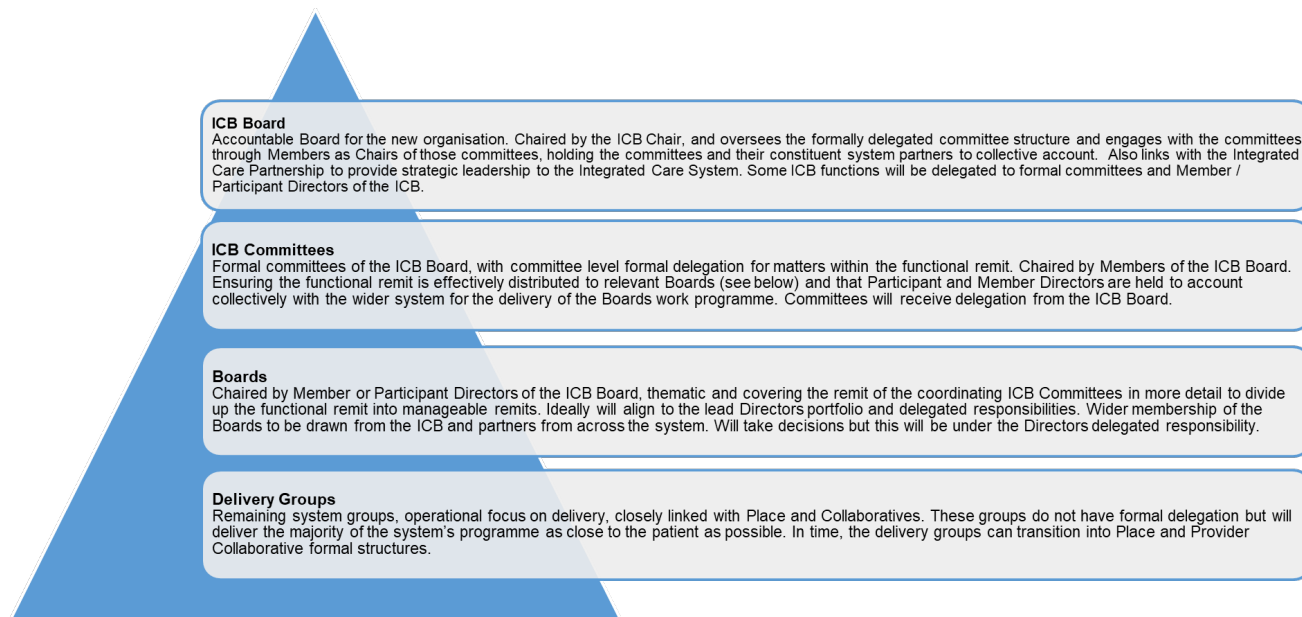 ICB Board
Accountable Board for the new organisation. Chaired by the ICB Chair, and oversees the formally delegated committee structure and engages with the committees
through Members as Chairs of those committees, holding the committees and their constituent system partners to collective account. Also links with the Integrated
Care Partnership to provide strategic leadership to the Integrated Care System. Some ICB functions will be delegated to formal committees and Member /
Participant Directors of the ICB.
ICB Committees
Formal committees of the ICB Board, with committee level formal delegation for matters within the functional remit. Chaired by Members of the ICB Board.
Ensuring the functional remit is effectively distributed to relevant Boards (see below) and that Participant and Member Directors are held to account
collectively with the wider system for the delivery of the Boards work programme. Committees will receive delegation from the ICB Board.
Boards
Chaired by Member or Participant Directors of the ICB Board, thematic and covering the remit of the coordinating ICB Committees in more detail to divide
up the functional remit into manageable remits. Ideally will align to the lead Directors portfolio and delegated responsibilities. Wider membership of the
Boards to be drawn from the ICB and partners from across the system. Will take decisions but this will be under the Directors delegated responsibility.
Delivery Groups
Remaining system groups, operational focus on delivery, closely linked with Place and Collaboratives. These groups do not have formal delegation but will
deliver the majority of the system's programme as close to the patient as possible. In time, the delivery groups can transition into Place and Provider
Collaborative formal structures.